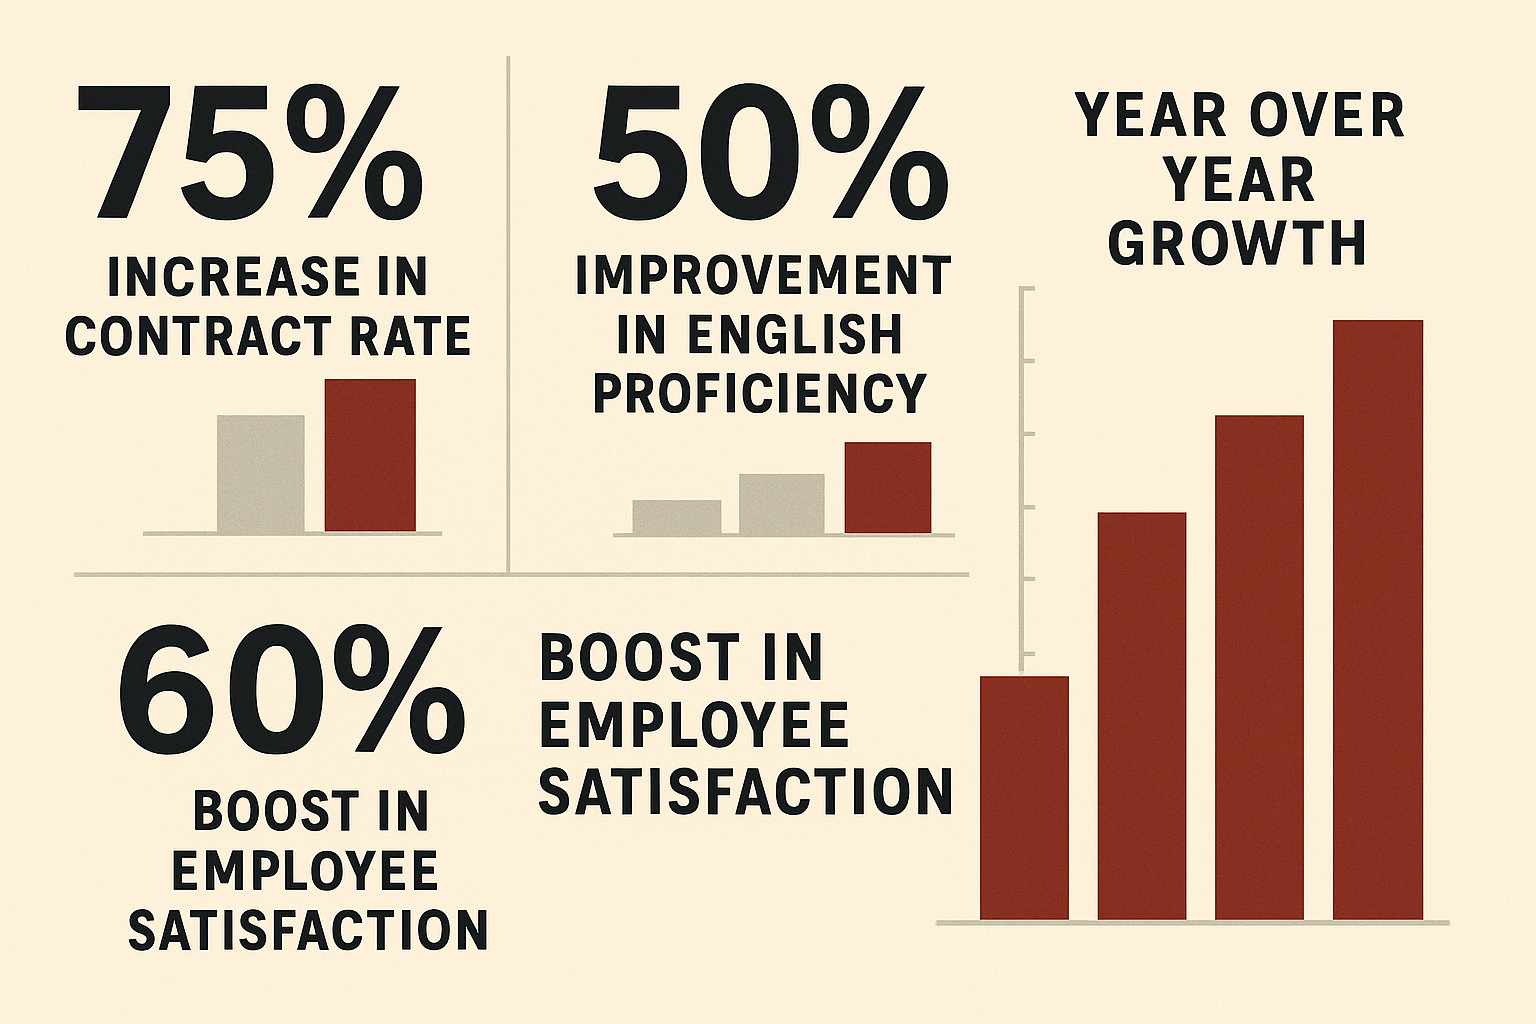 75%
INCREASE IN
CONTRACT RATE
50%
IMPROVEMENT
IN ENGLISH
PROFICIENCY
YEAR OVER
YEAR
GROWTH
60%
BOOST IN
EMPLOYEE
SATISFACTION
BOOST IN
EMPLOYEE
SATISFACTION